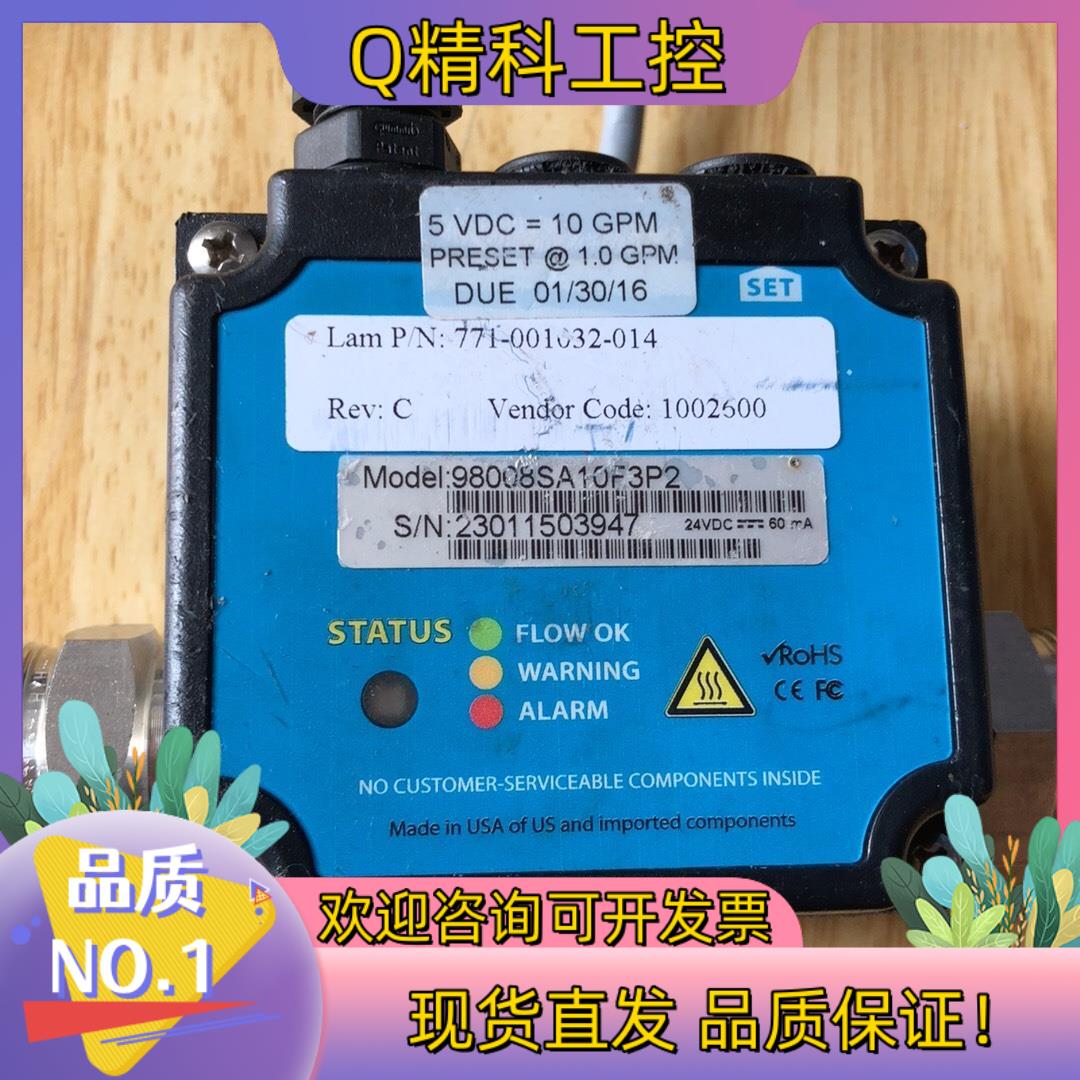 Q精科工控
5 VDC = 10 GPM
PRESET @ 1.0 GPM
DUE 01/30/16
SET
Lam P/N: 771-001032-014
Rev: C Vendor Code: 1002600
Model:98008SA10F3P2
S/N:23011503947
24VDC 60 mA
STATUS
FLOW OK
WARNING
ALARM
√RoHS
CE FC
NO CUSTOMER-SERVICEABLE COMPONENTS INSIDE
Made in USA of US and imported components
品质
NO.1
欢迎咨询可开发票
现货直发 品质保证!